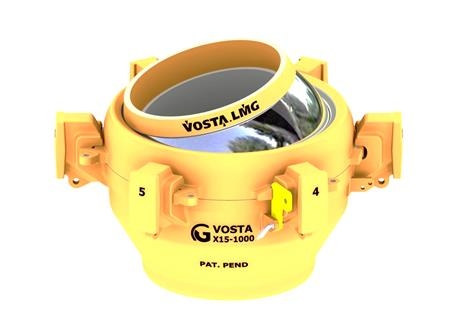 VOSTA LMG
5
4
VOSTA
X15-1000
PAT. PEND